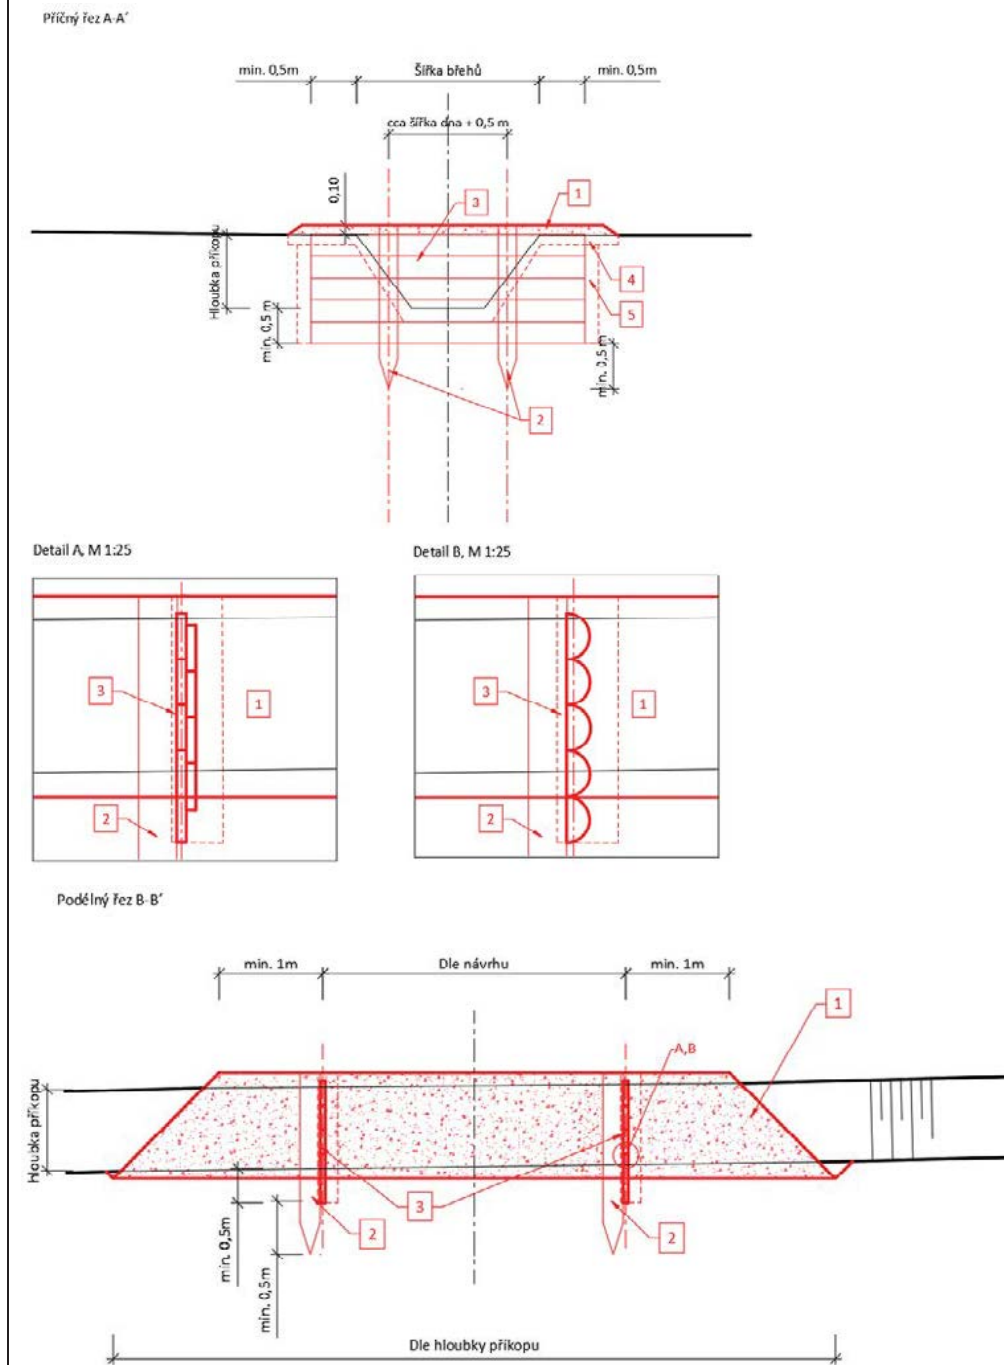 Příčný řez A-A´
min. 0,5m
Šířka břehů
min. 0,5m
cca šířka dna + 0,5 m
0,10
3
1
Hloubka příkopu
4
5
min. 0,5 m
min. 0,5 m
2
Detail A, M 1:25
Detail B, M 1:25
3
1
2
3
1
2
Podélný řez B-B´
min. 1m
Dle návrhu
min. 1m
1
A,B
Hloubka příkopu
2
3
2
min. 0,5m
min. 0,5m
Dle hloubky příkopu